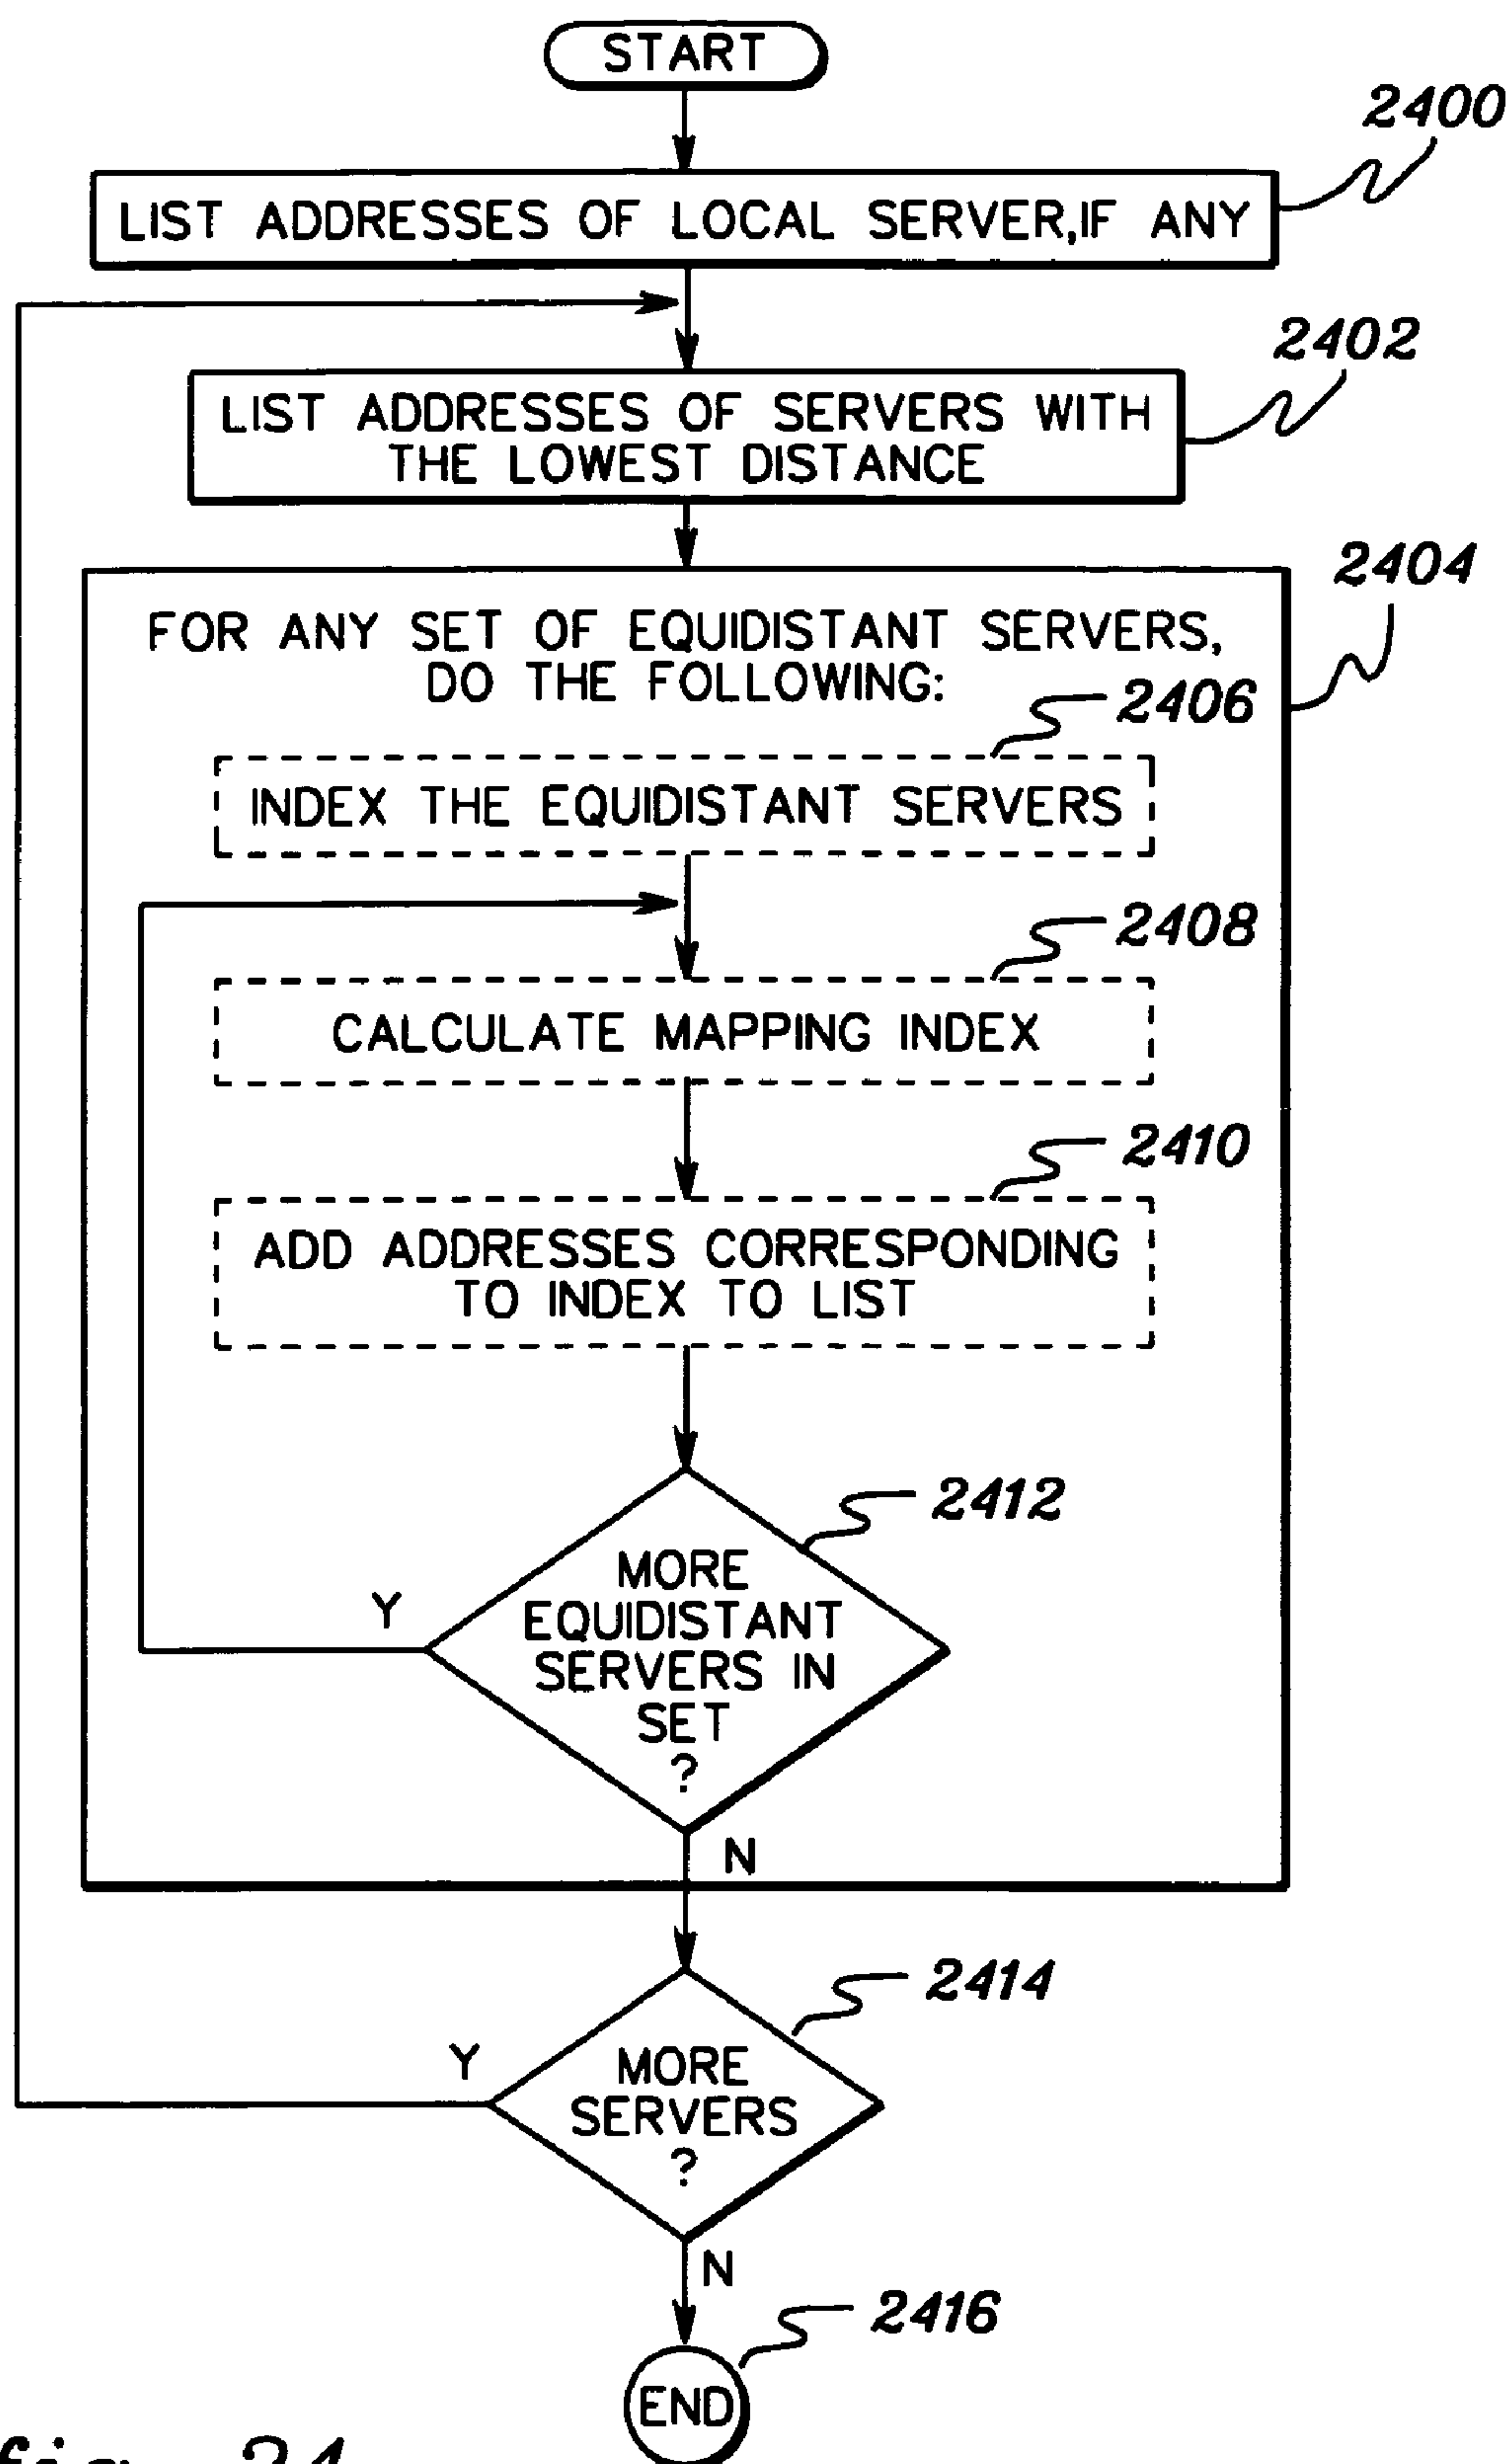 START
2400
LIST ADDRESSES OF LOCAL SERVER,IF ANY
2402
LIST ADDRESSES OF SERVERS WITH
THE LOWEST DISTANCE
2404
FOR ANY SET OF EQUIDISTANT SERVERS,
DO THE FOLLOWING:
2406
INDEX THE EQUIDISTANT SERVERS
2408
CALCULATE MAPPING INDEX
2410
ADD ADDRESSES CORRESPONDING
TO INDEX TO LIST
2412
MORE
EQUIDISTANT
SERVERS IN
SET
?
Y
N
2414
MORE
SERVERS
?
Y
N
2416
END
fig. 24